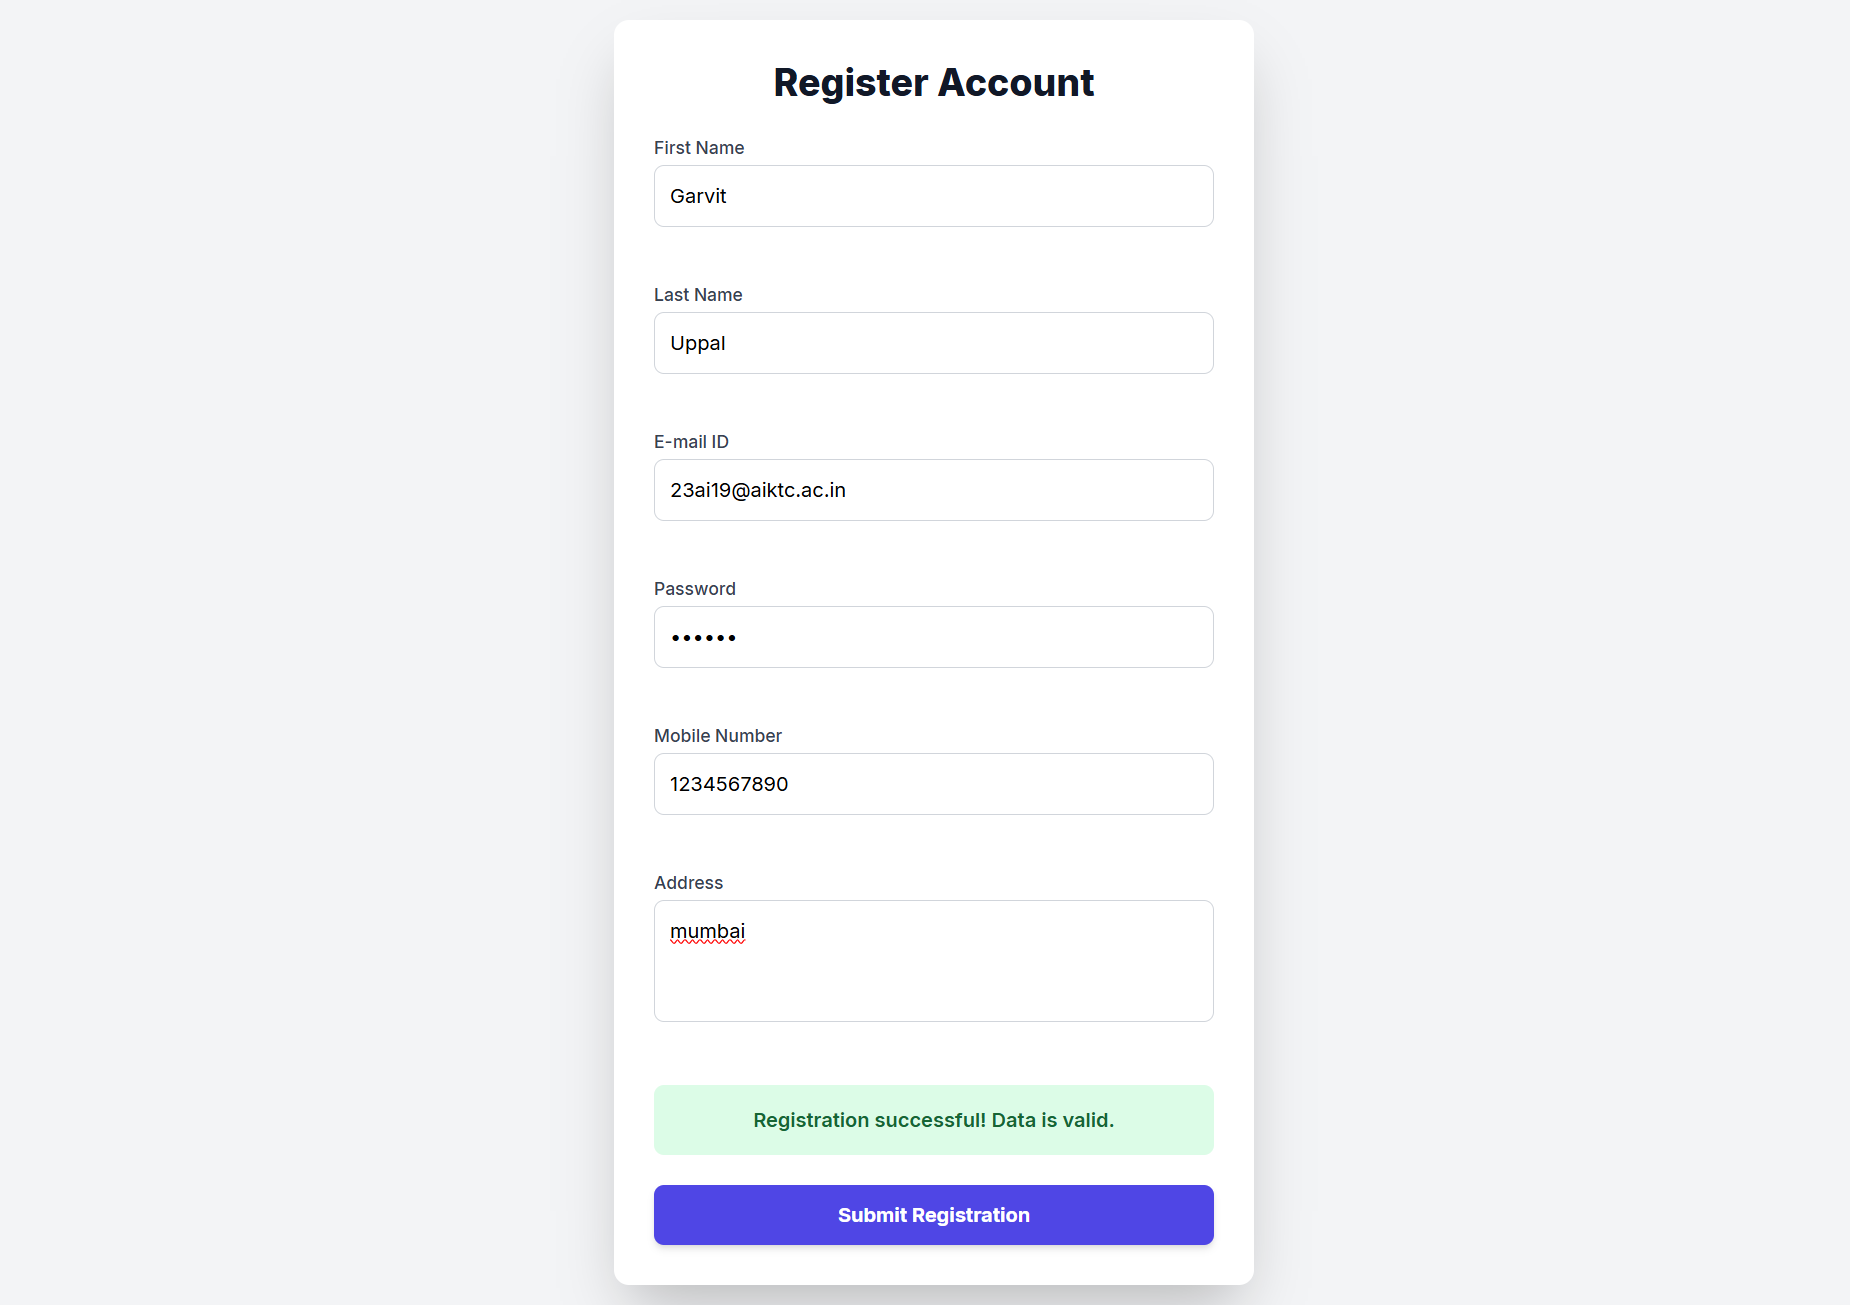 Register Account
First Name
Garvit
Last Name
Uppal
E-mail ID
23ai19@aiktc.ac.in
Password
••••••
Mobile Number
1234567890
Address
mumbai
Registration successful! Data is valid.
Submit Registration